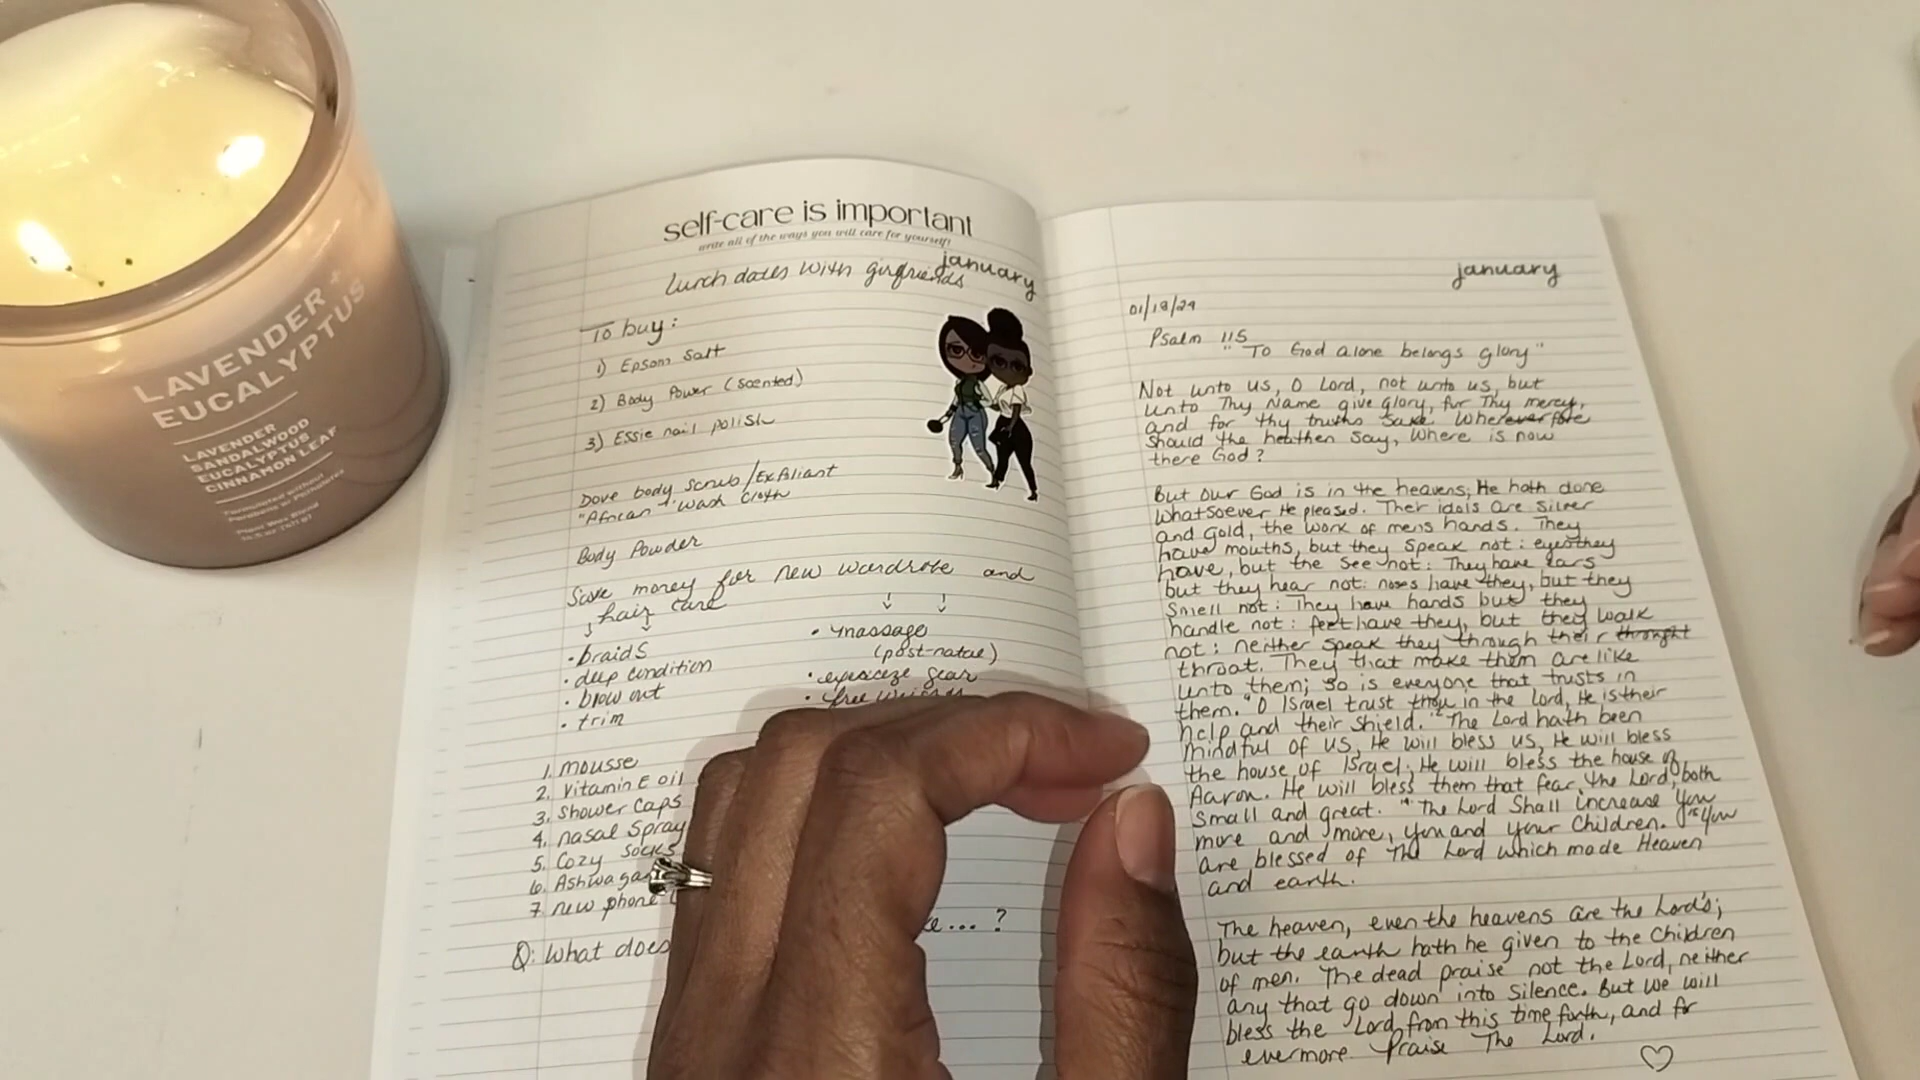 LAVENDER +
EUCALYPTUS
LAVENDER
SANDALWOOD
EUCALYPTUS
CINNAMON LEAF
Formulated without
Parabens or Phthalates
Plant Wax Blend
self-care is important
write all of the ways you will care for yourself!
january
Lunch dates with girlfriends
To buy:
1) Epsom Salt
2) Body Power (scented)
3) Essie nail polish
Dove body scrub/Exfoliant
"African" Wash Cloth
Body Powder
Save money for new wardrobe and
hair care
• braids
• deep condition
• blow out
• trim
• massage
(post-natal)
• exercize gear
• free weights
1. mousse
2. Vitamin E oil
3. Shower Caps
4. nasal Spray
5. Cozy Socks
6. Ashwagan
7. new phone
Q: What does
... ?
january
01/18/24
Psalm 115
"To God alone belongs glory"
Not unto us, O Lord, not unto us, but
unto Thy Name give glory, for Thy mercy,
and for thy truths sake. Wherever fore
should the heathen say, Where is now
there God?
But our God is in the heavens; He hath done
whatsoever He pleased. Their idols are silver
and gold, the work of mens hands. They
have mouths, but they speak not: eyes they
have, but the see not: They have ears
but they hear not: noses have they, but they
smell not: They have hands but they
handle not: feet have they, but they walk
not: neither speak they through their throught
throat. They that make them are like
unto them; so is everyone that trusts in
them. "O Israel trust thou in the lord, He is their
help and their shield." "The Lord hath been
mindful of us, He will bless us, He will bless
the house of Israel; He will bless the house of
Aaron. He will bless them that fear the Lord, both
small and great. "The Lord Shall increase You
more and more, you and your children. You
are blessed of The Lord which made Heaven
and earth.
The heaven, even the heavens are the Lord's;
but the earth hath he given to the children
of men. The dead praise not the Lord, neither
any that go down into silence. But we will
bless the Lord from this time forth, and for
evermore Praise The Lord.